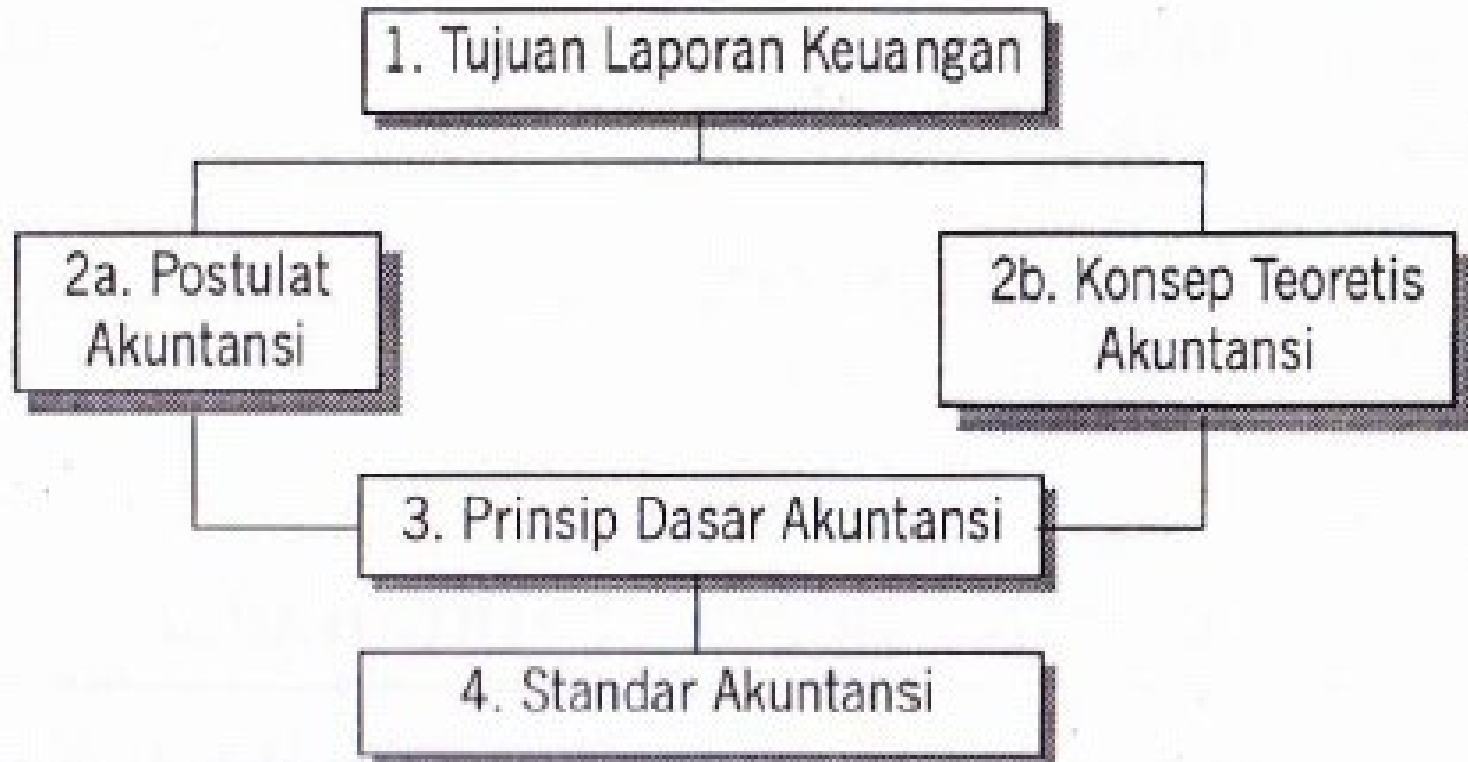 1. Tujuan Laporan Keuangan
2a. Postulat
Akuntansi
2b. Konsep Teoretis
Akuntansi
3. Prinsip Dasar Akuntansi
4. Standar Akuntansi